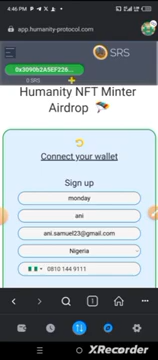 4:46 PM
app.humanity-protocol.com
SRS
0x3090b2A5EF226...
0 SRS
Humanity NFT Minter
Airdrop
Connect your wallet
Sign up
monday
ani
ani.samuel23@gmail.com
Nigeria
0810 144 9111
XRecorder